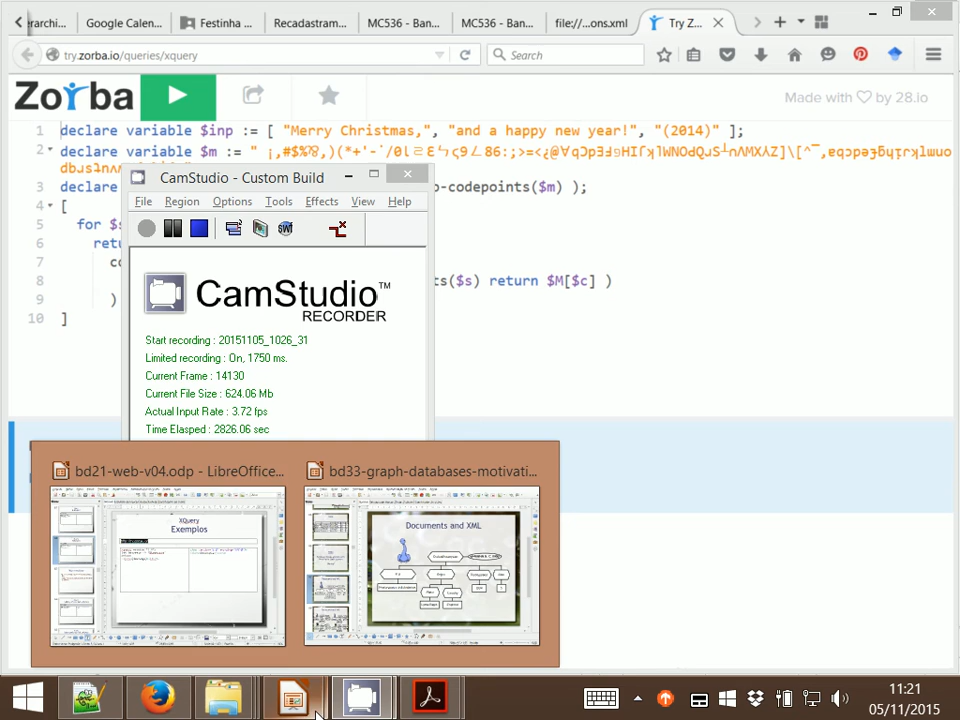 erarchi...
Google Calen...
Festinha ...
Recadastram...
MC536 - Ban...
MC536 - Ban...
file://...ons.xml
Try Z...
try.zorba.io/queries/xquery
Search
Zorba
Made with ♡ by 28.io
1 declare variable $inp := [ "Merry Christmas,", "and a happy new year!", "(2014)" ];
2 declare variable $m := "
3 declare
o-codepoints($m) );
4 [
5 for $s
6 retu
7 co
8 ts($s) return $M[$c] )
9 )
10 ]
CamStudio - Custom Build
File Region Options Tools Effects View Help
CamStudio™
RECORDER
Start recording : 20151105_1026_31
Limited recording : On, 1750 ms.
Current Frame : 14130
Current File Size : 624.06 Mb
Actual Input Rate : 3.72 fps
Time Elasped : 2826.06 sec
bd21-web-v04.odp - LibreOffice...
bd33-graph-databases-motivati...
XQuery
Exemplos
Documents and XML
11:21
05/11/2015